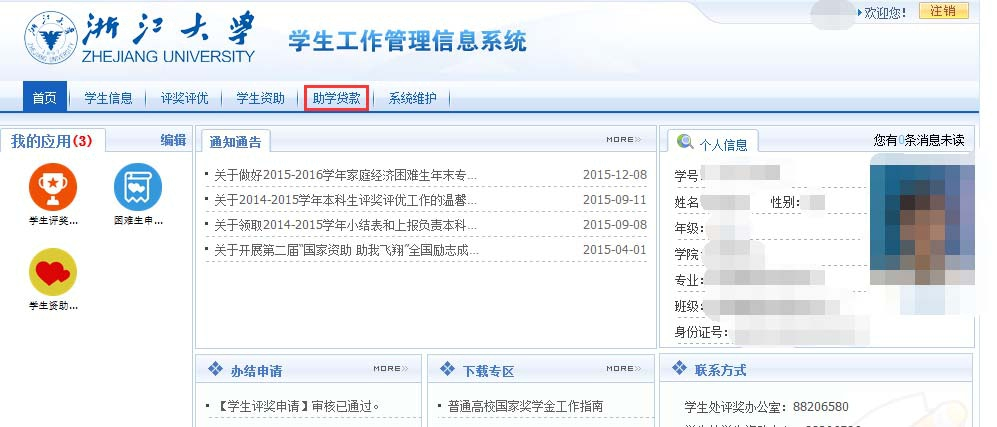 浙江大学
ZHEJIANG UNIVERSITY
学生工作管理信息系统
欢迎您!
注销
首页 学生信息 评奖评优 学生资助 助学贷款 系统维护
我的应用(3) 编辑
学生评奖...
困难生申...
学生资助...
通知通告 MORE
关于做好2015-2016学年家庭经济困难生年末专... 2015-12-08
关于2014-2015学年本科生评奖评优工作的温馨... 2015-09-11
关于领取2014-2015学年小结表和上报负责本科... 2015-09-08
关于开展第二届“国家资助 助我飞翔”全国励志成... 2015-04-01
个人信息 您有0条消息未读
学号:
姓名: 性别:
年级:
学院:
专业:
班级:
身份证号:
办结申请 MORE
【学生评奖申请】审核已通过。
下载专区 MORE
普通高校国家奖学金工作指南
联系方式
学生处评奖办公室: 88206580